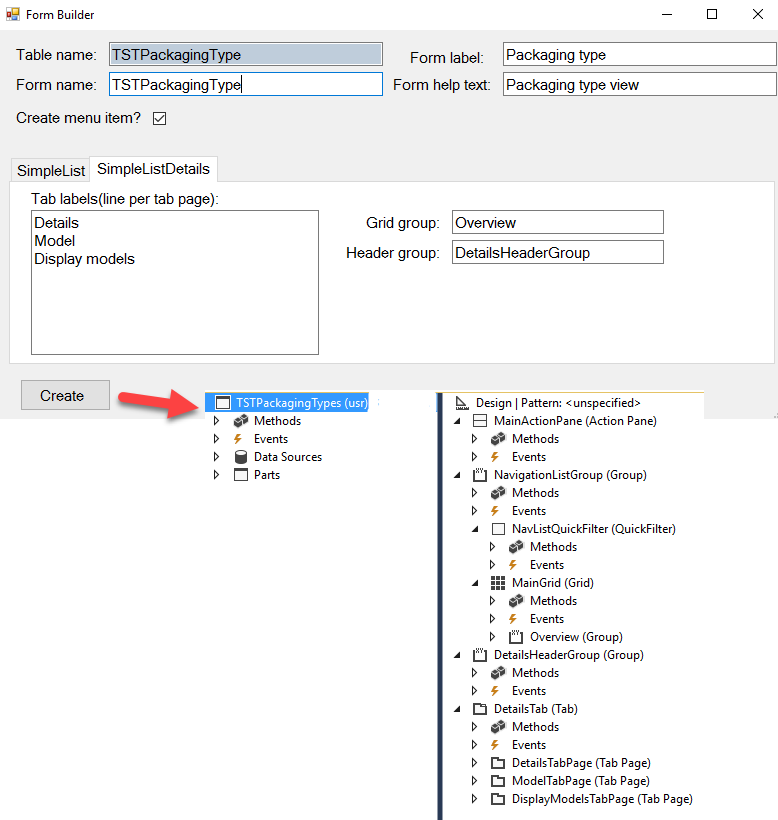 Form Builder
Table name: TSTPackagingType Form label: Packaging type
Form name: TSTPackagingType Form help text: Packaging type view
Create menu item?
SimpleList SimpleListDetails
Tab labels(line per tab page):
Details
Model
Display models
Grid group: Overview
Header group: DetailsHeaderGroup
Create
TSTPackagingTypes (usr)
Methods
Events
Data Sources
Parts
Design | Pattern: <unspecified>
MainActionPane (Action Pane)
Methods
Events
NavigationListGroup (Group)
Methods
Events
NavListQuickFilter (QuickFilter)
Methods
Events
MainGrid (Grid)
Methods
Events
Overview (Group)
DetailsHeaderGroup (Group)
Methods
Events
DetailsTab (Tab)
Methods
Events
DetailsTabPage (Tab Page)
ModelTabPage (Tab Page)
DisplayModelsTabPage (Tab Page)